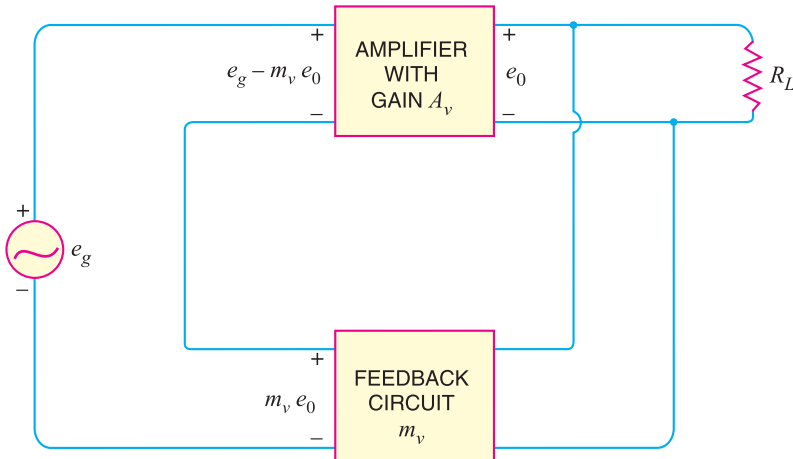 +
AMPLIFIER
WITH
GAIN A_v
+
e_g – m_v e_0
e_0
R_L
–
–
+
e_g
–
+
FEEDBACK
CIRCUIT
m_v
m_v e_0
–